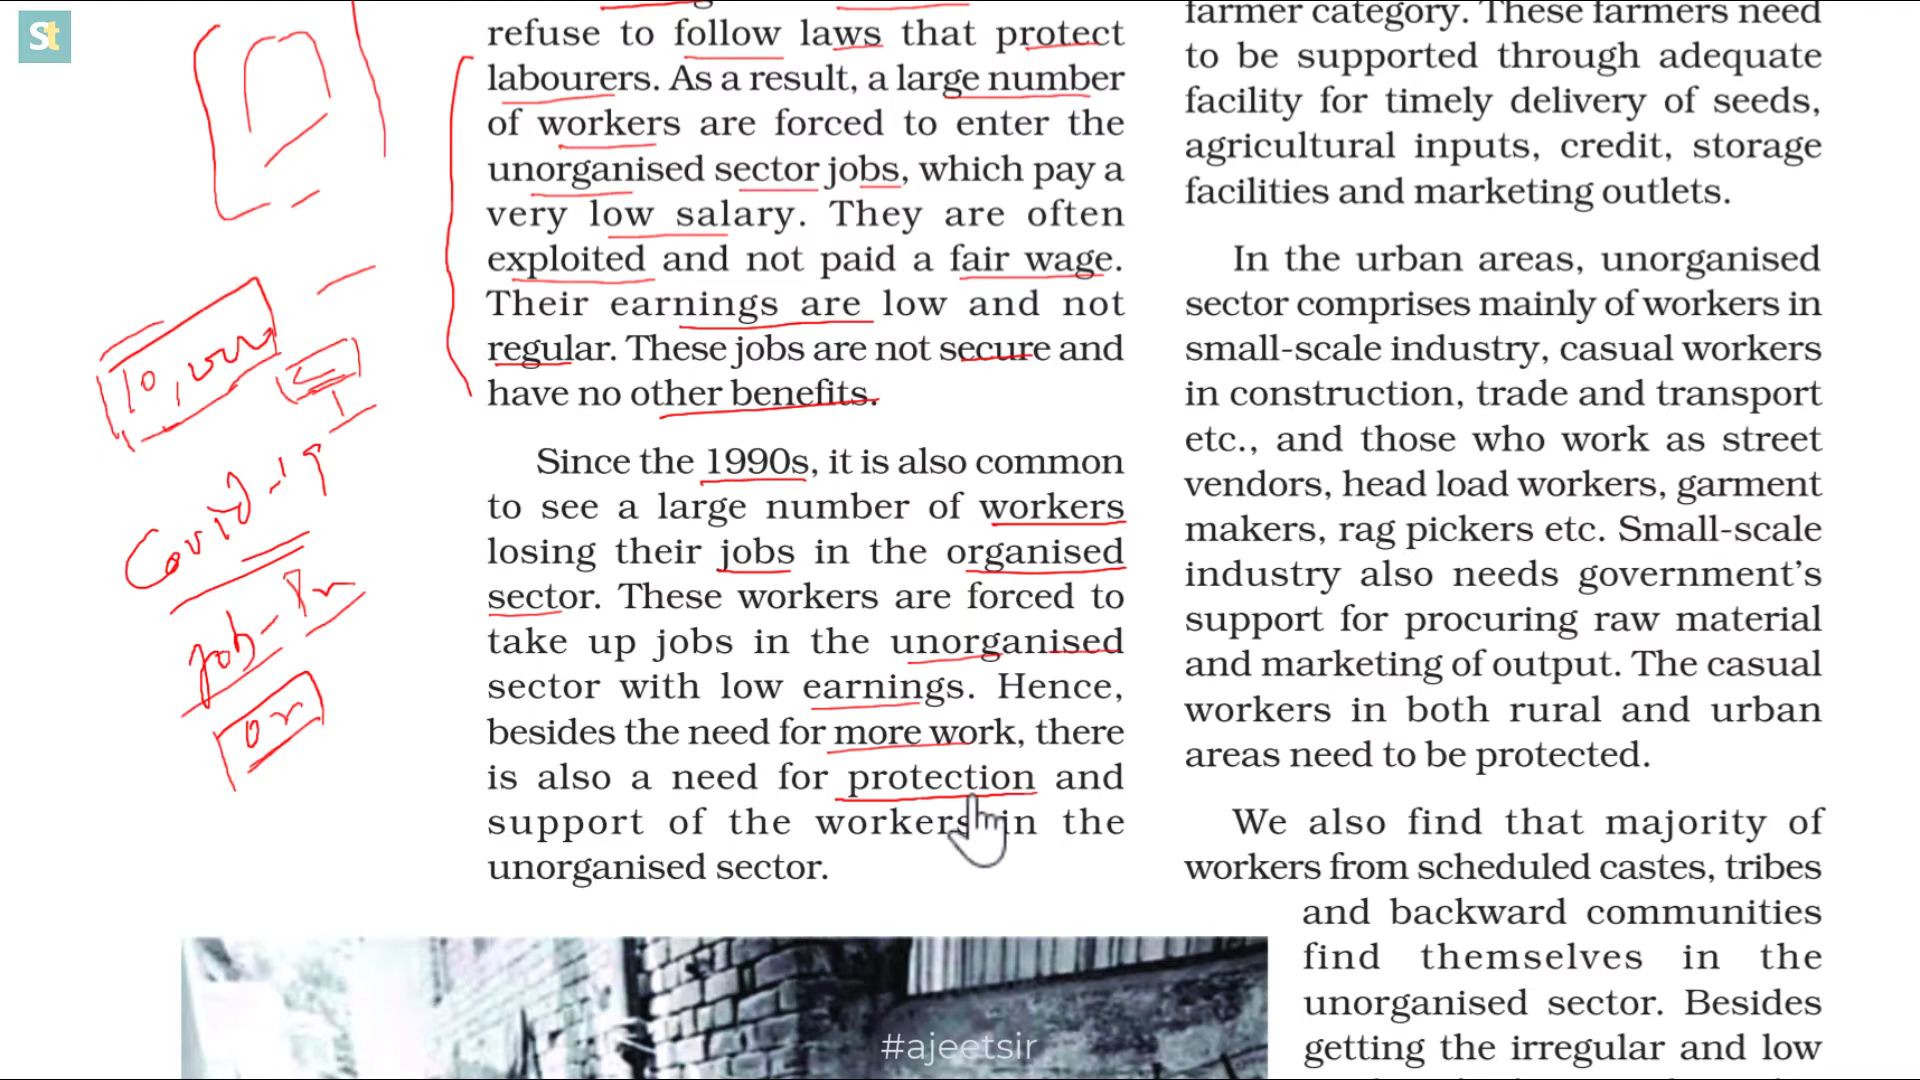 St
refuse to follow laws that protect
labourers. As a result, a large number
of workers are forced to enter the
unorganised sector jobs, which pay a
very low salary. They are often
exploited and not paid a fair wage.
Their earnings are low and not
regular. These jobs are not secure and
have no other benefits.
Since the 1990s, it is also common
to see a large number of workers
losing their jobs in the organised
sector. These workers are forced to
take up jobs in the unorganised
sector with low earnings. Hence,
besides the need for more work, there
is also a need for protection and
support of the workers in the
unorganised sector.
10,000
Covid-19
Job-
farmer category. These farmers need
to be supported through adequate
facility for timely delivery of seeds,
agricultural inputs, credit, storage
facilities and marketing outlets.
In the urban areas, unorganised
sector comprises mainly of workers in
small-scale industry, casual workers
in construction, trade and transport
etc., and those who work as street
vendors, head load workers, garment
makers, rag pickers etc. Small-scale
industry also needs government's
support for procuring raw material
and marketing of output. The casual
workers in both rural and urban
areas need to be protected.
We also find that majority of
workers from scheduled castes, tribes
and backward communities
find themselves in the
unorganised sector. Besides
getting the irregular and low
#ajeetsir